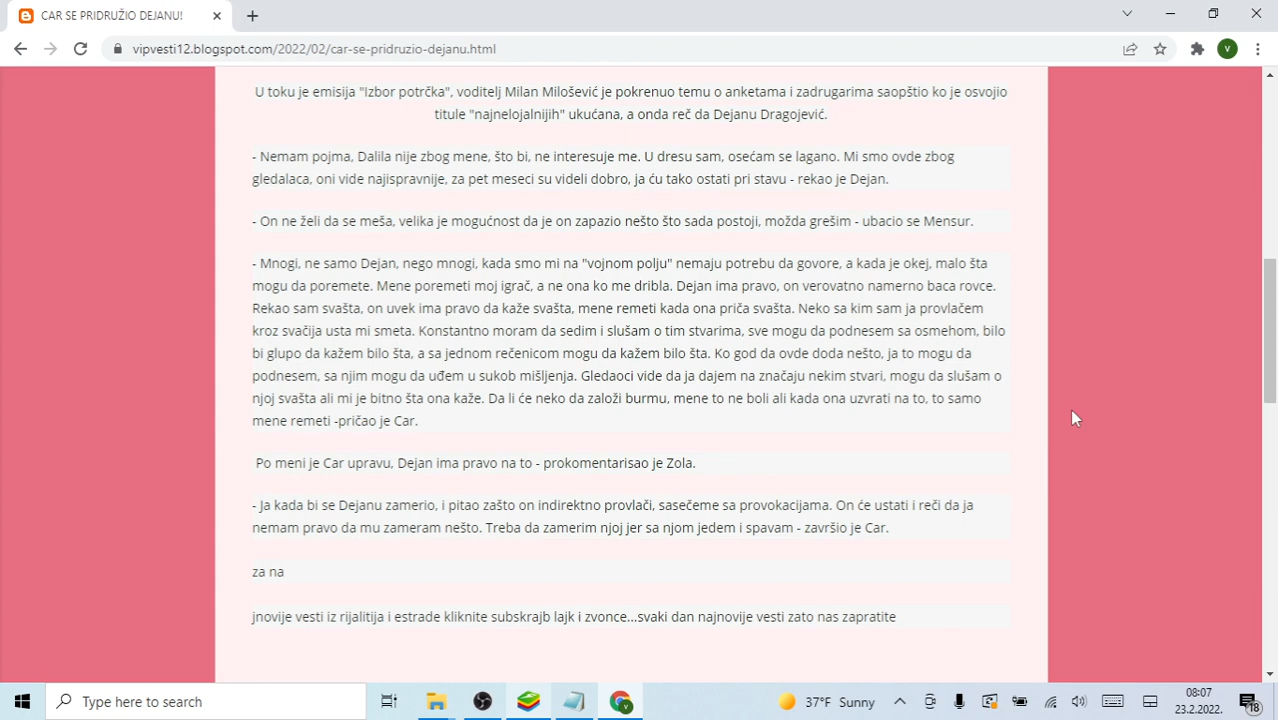 CAR SE PRIDRUŽIO DEJANU!
vipvesti12.blogspot.com/2022/02/car-se-pridruzio-dejanu.html
V
U toku je emisija "Izbor potrčka", voditelj Milan Milošević je pokrenuo temu o anketama i zadrugarima saopštio ko je osvojio
titule "najnelojalnijih" ukućana, a onda reč da Dejanu Dragojević.
- Nemam pojma, Dalila nije zbog mene, što bi, ne interesuje me. U dresu sam, osećam se lagano. Mi smo ovde zbog
gledalaca, oni vide najispravnije, za pet meseci su videli dobro, ja ću tako ostati pri stavu - rekao je Dejan.
- On ne želi da se meša, velika je mogućnost da je on zapazio nešto što sada postoji, možda grešim - ubacio se Mensur.
- Mnogi, ne samo Dejan, nego mnogi, kada smo mi na "vojnom polju" nemaju potrebu da govore, a kada je okej, malo šta
mogu da poremete. Mene poremeti moj igrač, a ne ona ko me dribla. Dejan ima pravo, on verovatno namerno baca rovce.
Rekao sam svašta, on uvek ima pravo da kaže svašta, mene remeti kada ona priča svašta. Neko sa kim sam ja provlačem
kroz svačija usta mi smeta. Konstantno moram da sedim i slušam o tim stvarima, sve mogu da podnesem sa osmehom, bilo
bi glupo da kažem bilo šta, a sa jednom rečenicom mogu da kažem bilo šta. Ko god da ovde doda nešto, ja to mogu da
podnesem, sa njim mogu da uđem u sukob mišljenja. Gledaoci vide da ja dajem na značaju nekim stvari, mogu da slušam o
njoj svašta ali mi je bitno šta ona kaže. Da li će neko da založi burmu, mene to ne boli ali kada ona uzvrati na to, to samo
mene remeti -pričao je Car.
Po meni je Car upravu, Dejan ima pravo na to - prokomentarisao je Zola.
- Ja kada bi se Dejanu zamerio, i pitao zašto on indirektno provlači, sasečeme sa provokacijama. On će ustati i reči da ja
nemam pravo da mu zameram nešto. Treba da zamerim njoj jer sa njom jedem i spavam - završio je Car.
za na
jnovije vesti iz rijalitija i estrade kliknite subskrajb lajk i zvonce...svaki dan najnovije vesti zato nas zapratite
Type here to search
37°F Sunny
08:07
23.2.2022.
18